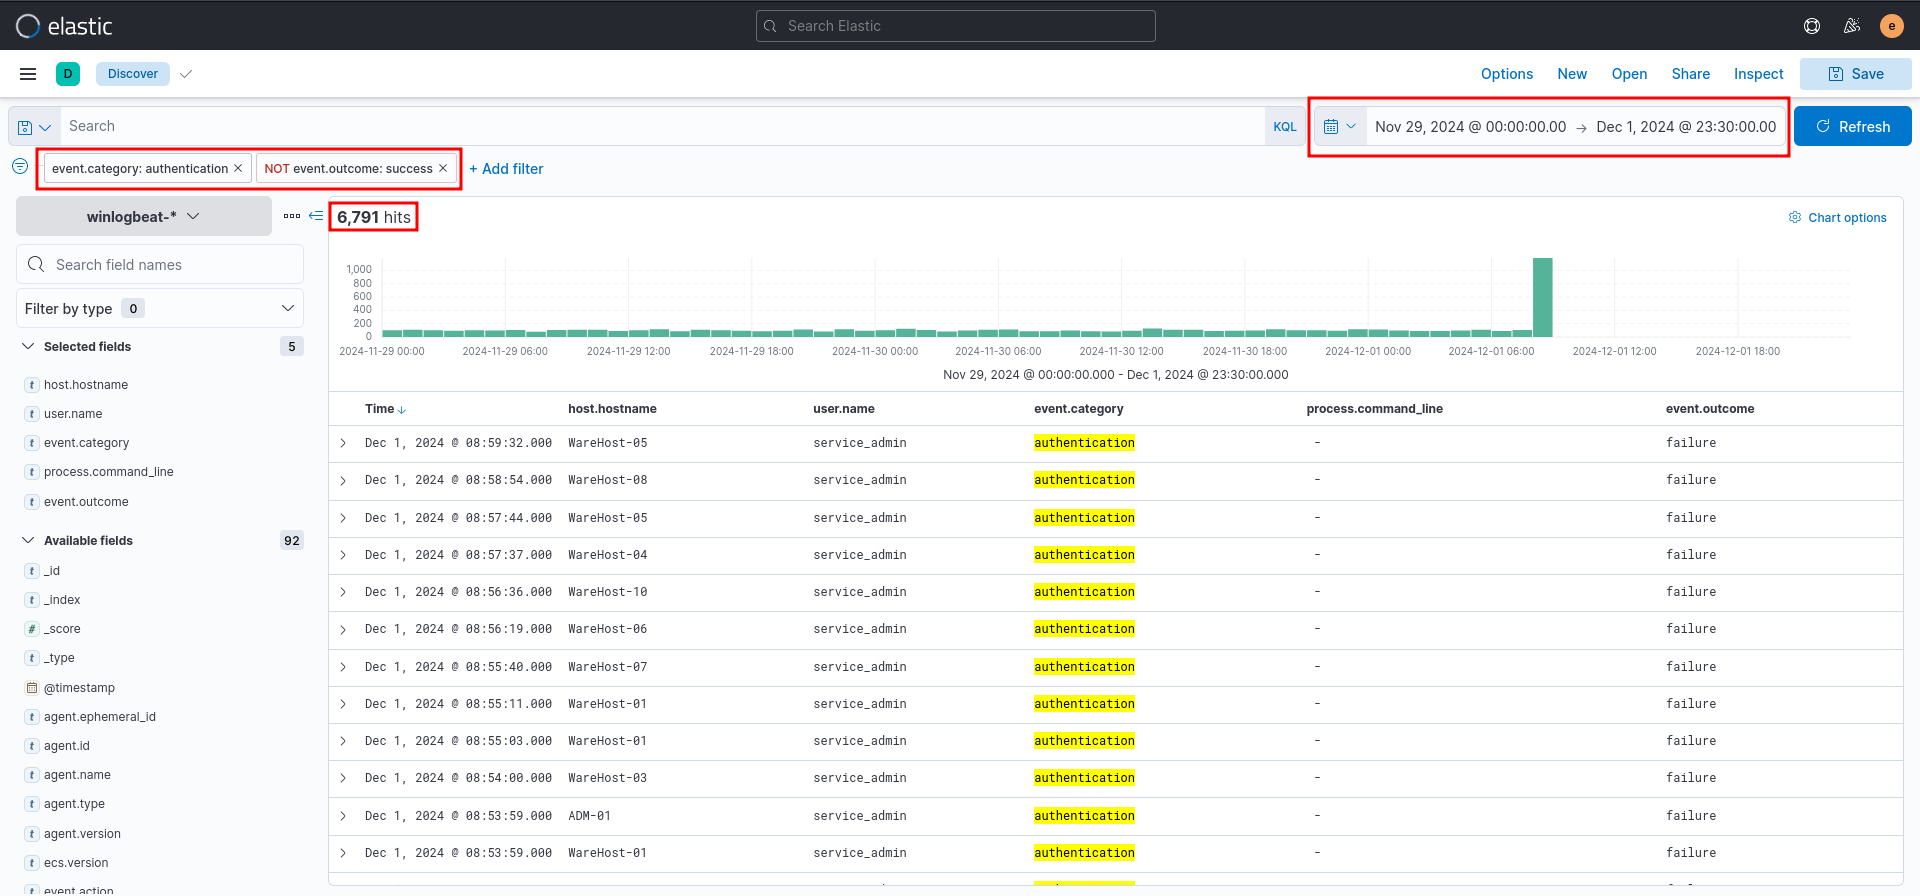 elastic
Search Elastic
e
D
Discover
Options New Open Share Inspect Save
Search
KQL
Nov 29, 2024 @ 00:00:00.00 → Dec 1, 2024 @ 23:30:00.00
Refresh
event.category: authentication × NOT event.outcome: success × + Add filter
winlogbeat-*
6,791 hits
Chart options
Search field names
Filter by type 0
Selected fields 5
t host.hostname
t user.name
t event.category
t process.command_line
t event.outcome
Available fields 92
t _id
t _index
# _score
t _type
@timestamp
t agent.ephemeral_id
t agent.id
t agent.name
t agent.type
t agent.version
t ecs.version
t event.action
1,000
800
600
400
200
0
2024-11-29 00:00 2024-11-29 06:00 2024-11-29 12:00 2024-11-29 18:00 2024-11-30 00:00 2024-11-30 06:00 2024-11-30 12:00 2024-11-30 18:00 2024-12-01 00:00 2024-12-01 06:00 2024-12-01 12:00 2024-12-01 18:00
Nov 29, 2024 @ 00:00:00.000 - Dec 1, 2024 @ 23:30:00.000
Time host.hostname user.name event.category process.command_line event.outcome
Dec 1, 2024 @ 08:59:32.000 WareHost-05 service_admin authentication - failure
Dec 1, 2024 @ 08:58:54.000 WareHost-08 service_admin authentication - failure
Dec 1, 2024 @ 08:57:44.000 WareHost-05 service_admin authentication - failure
Dec 1, 2024 @ 08:57:37.000 WareHost-04 service_admin authentication - failure
Dec 1, 2024 @ 08:56:36.000 WareHost-10 service_admin authentication - failure
Dec 1, 2024 @ 08:56:19.000 WareHost-06 service_admin authentication - failure
Dec 1, 2024 @ 08:55:40.000 WareHost-07 service_admin authentication - failure
Dec 1, 2024 @ 08:55:11.000 WareHost-01 service_admin authentication - failure
Dec 1, 2024 @ 08:55:03.000 WareHost-01 service_admin authentication - failure
Dec 1, 2024 @ 08:54:00.000 WareHost-03 service_admin authentication - failure
Dec 1, 2024 @ 08:53:59.000 ADM-01 service_admin authentication - failure
Dec 1, 2024 @ 08:53:59.000 WareHost-01 service_admin authentication - failure